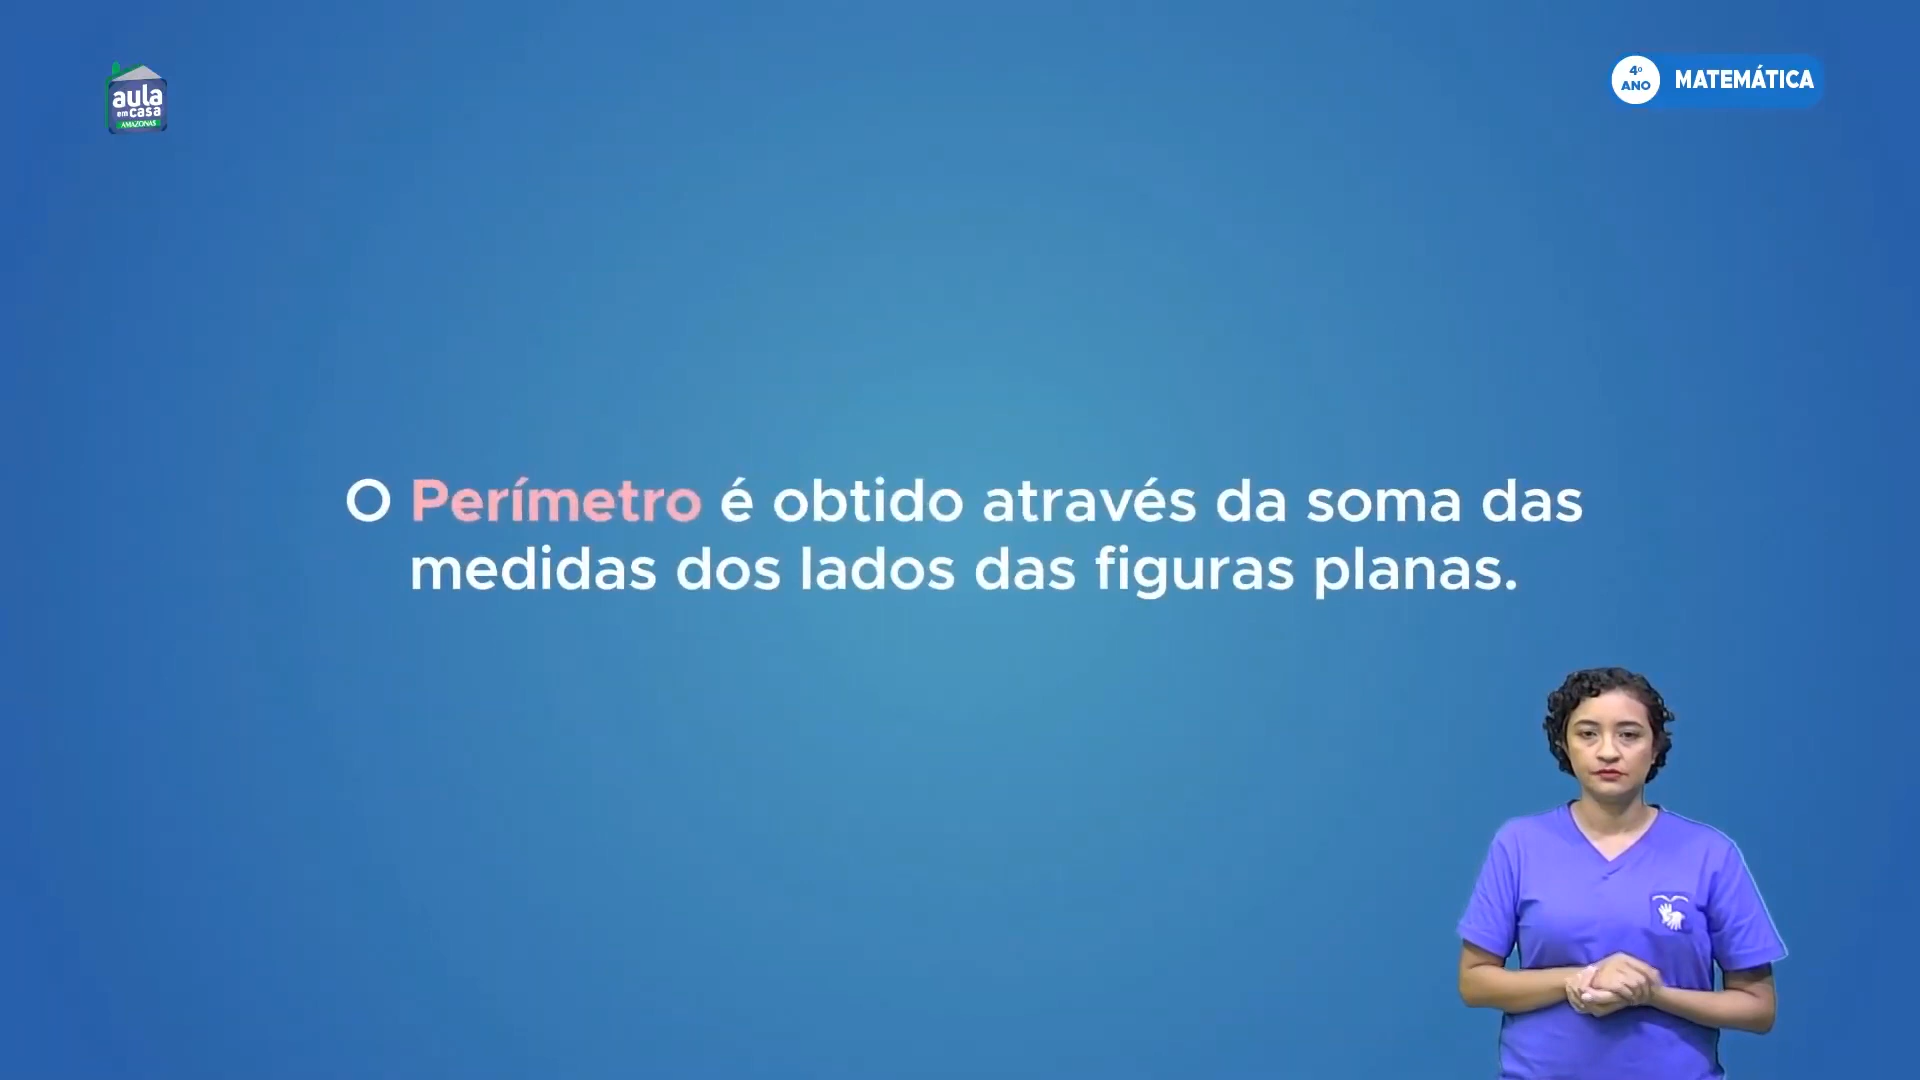 aula
em casa
AMAZONAS
4º
ANO
MATEMÁTICA
O Perímetro é obtido através da soma das
medidas dos lados das figuras planas.